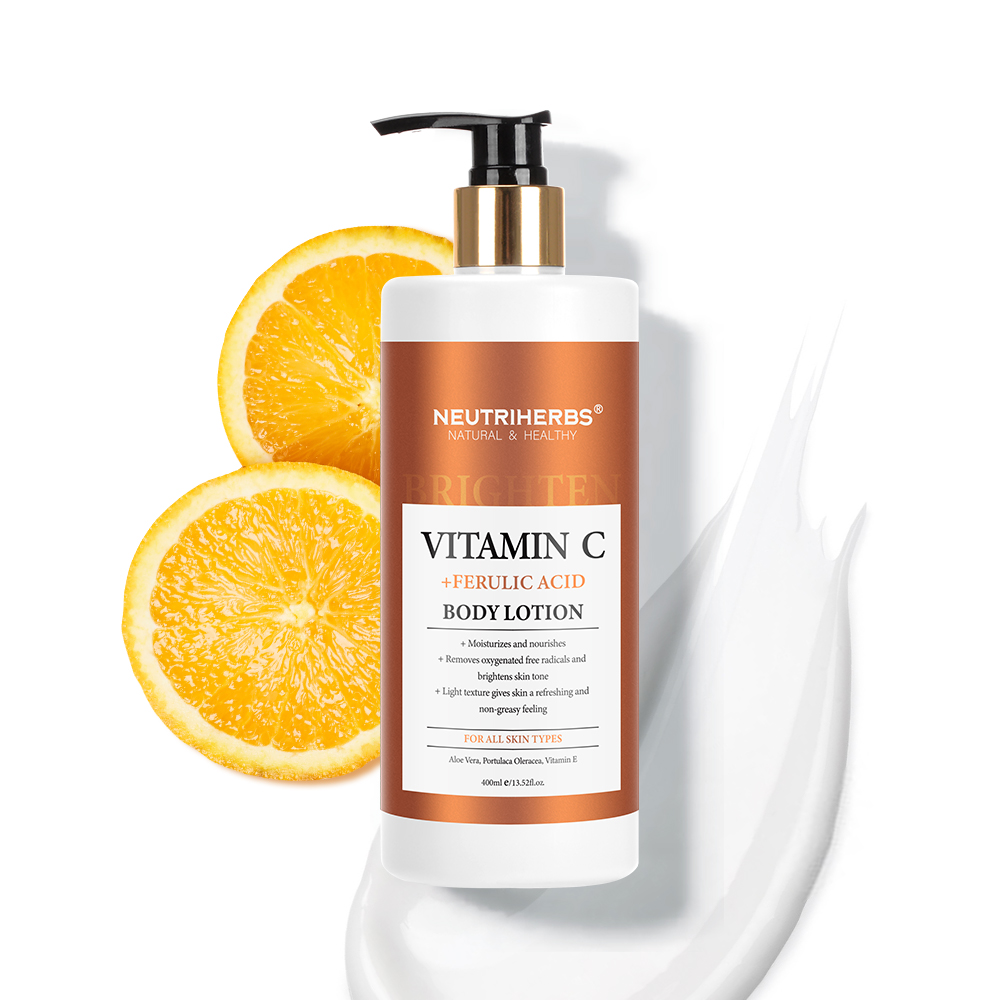 NEUTRIHERBS®
NATURAL & HEALTHY
BRIGHTEN
VITAMIN C
+FERULIC ACID
BODY LOTION
+ Moisturizes and nourishes
+ Removes oxygenated free radicals and
brightens skin tone
+ Light texture gives skin a refreshing and
non-greasy feeling
FOR ALL SKIN TYPES
Aloe Vera, Portulaca Oleracea, Vitamin E
400ml e/13.52fl.oz.